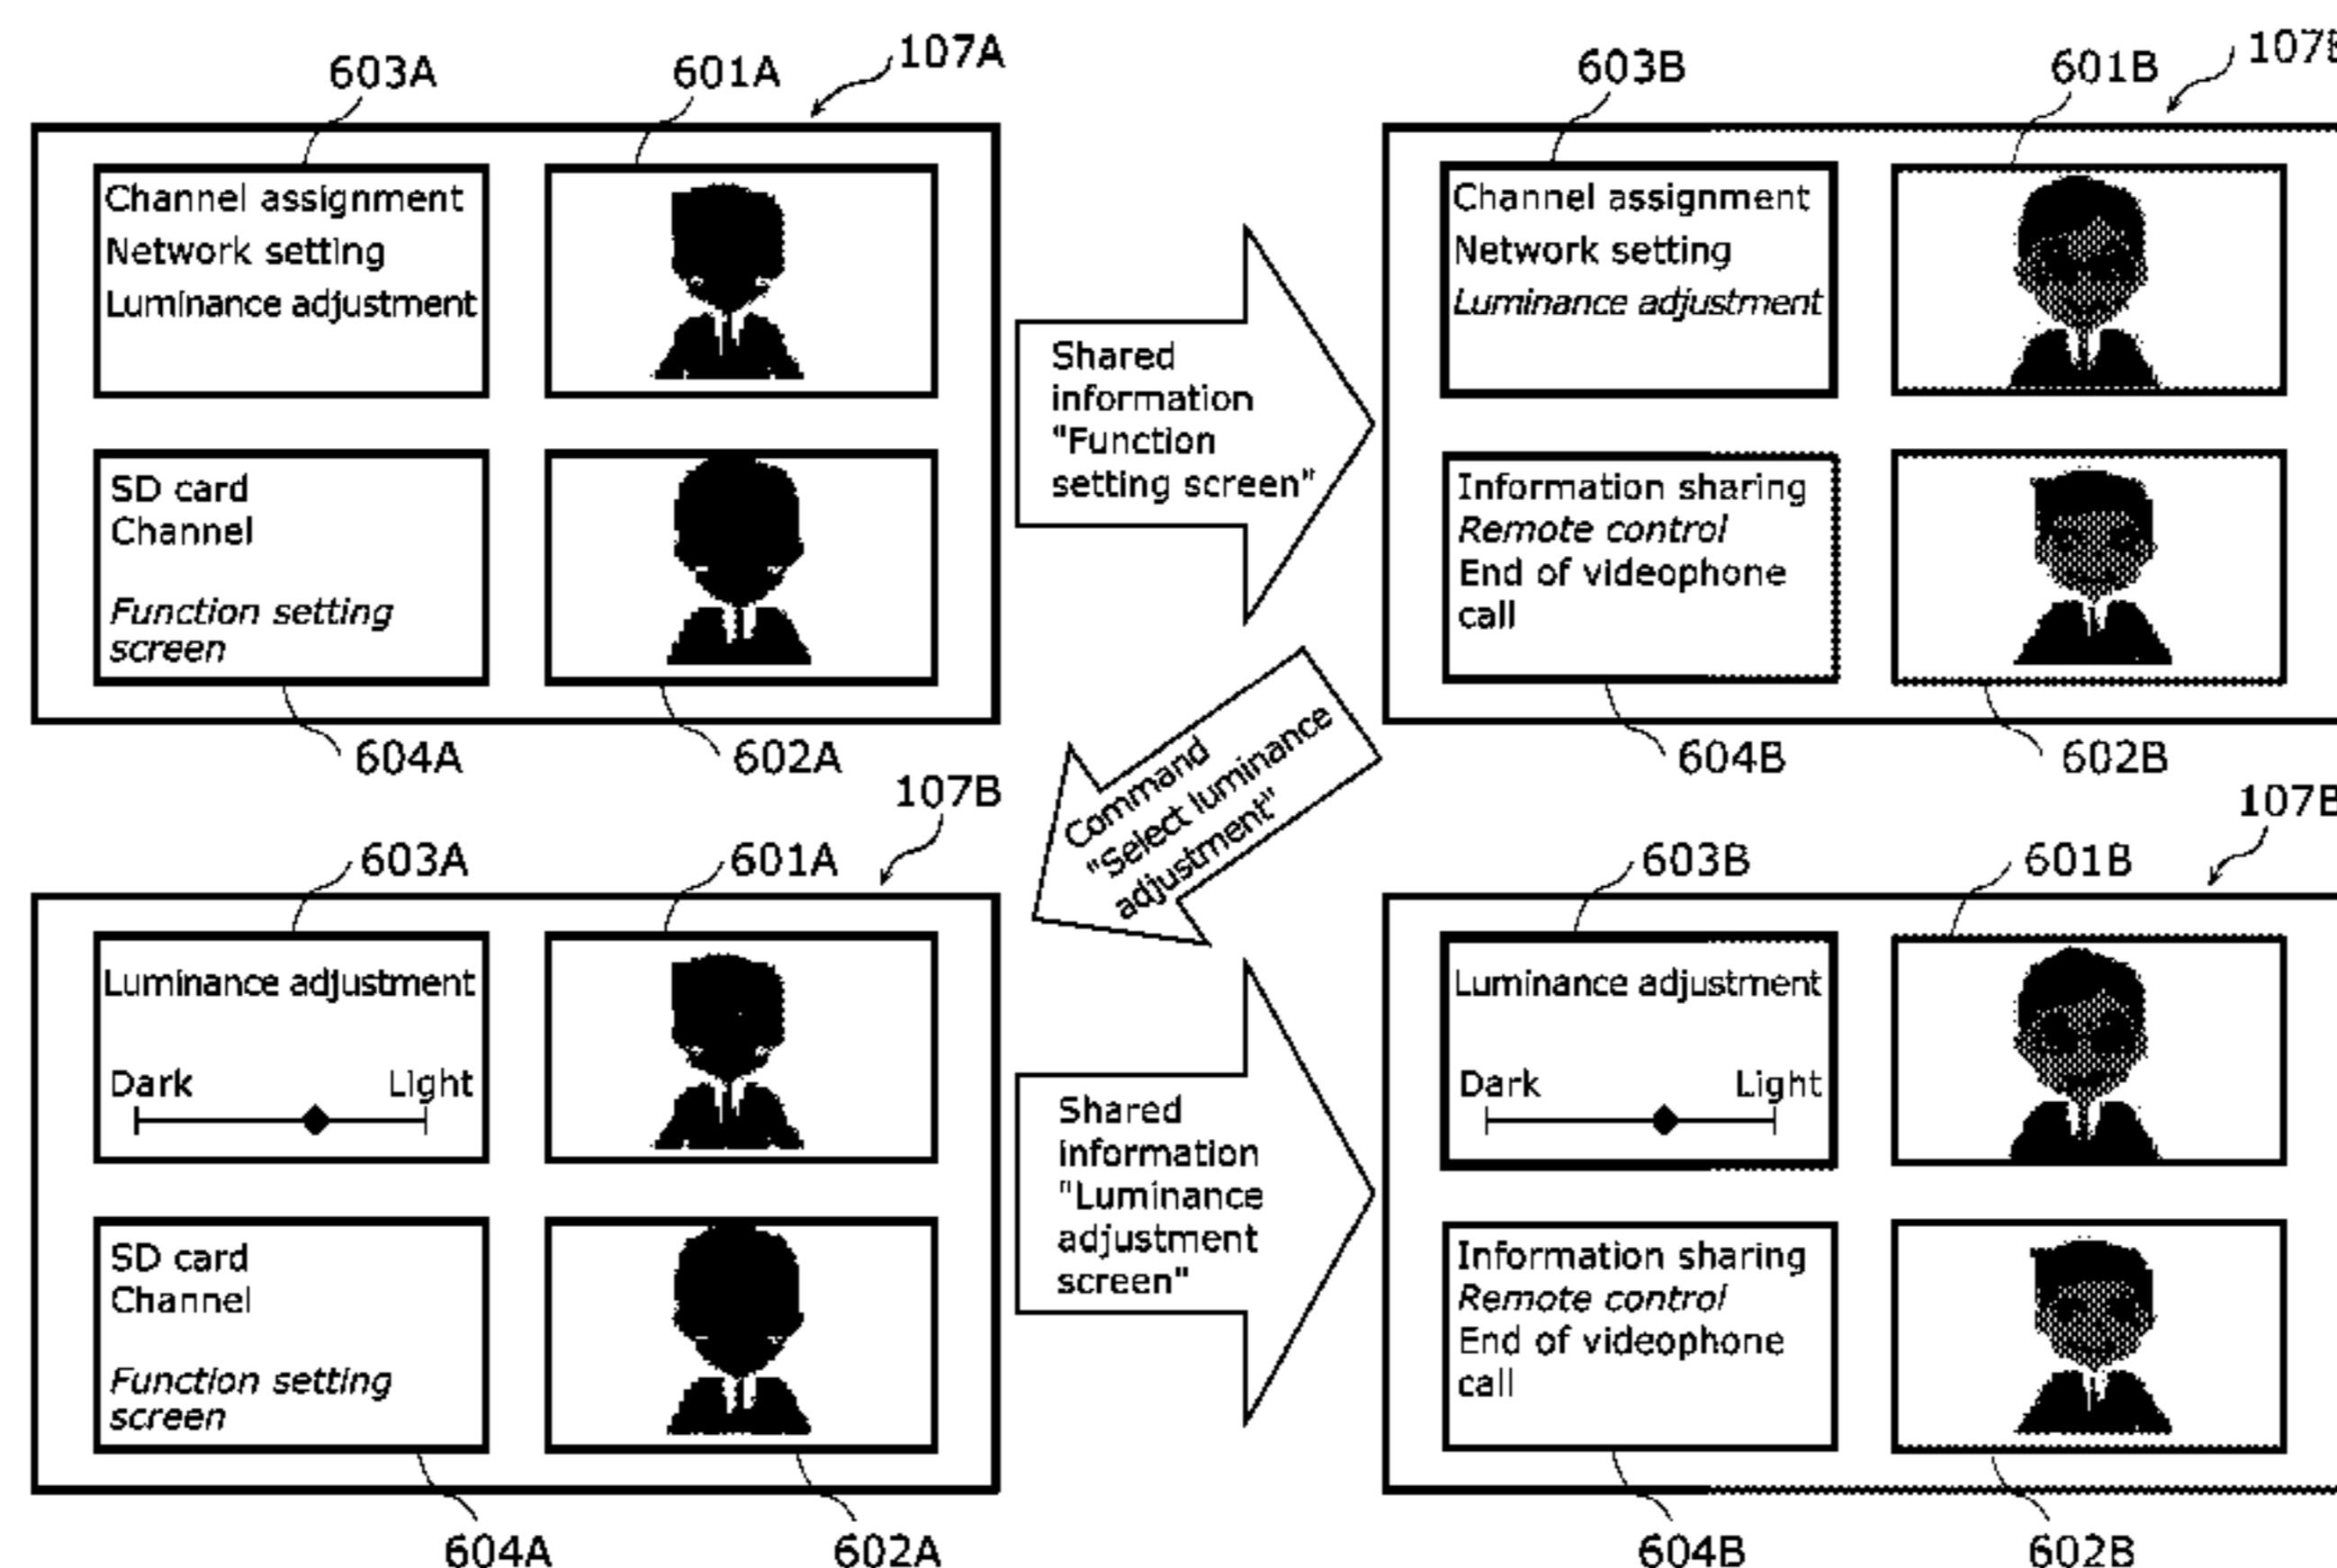 603A
601A
107A
603B
601B
107B
Channel assignment
Network setting
Luminance adjustment
Shared
information
"Function
setting screen"
Channel assignment
Network setting
Luminance adjustment
SD card
Channel
Function setting
screen
Information sharing
Remote control
End of videophone
call
604A
602A
604B
602B
Command
"Select luminance
adjustment"
107B
107B
603A
601A
603B
601B
Luminance adjustment
Dark
Light
Shared
information
"Luminance
adjustment
screen"
Luminance adjustment
Dark
Light
SD card
Channel
Function setting
screen
Information sharing
Remote control
End of videophone
call
604A
602A
604B
602B